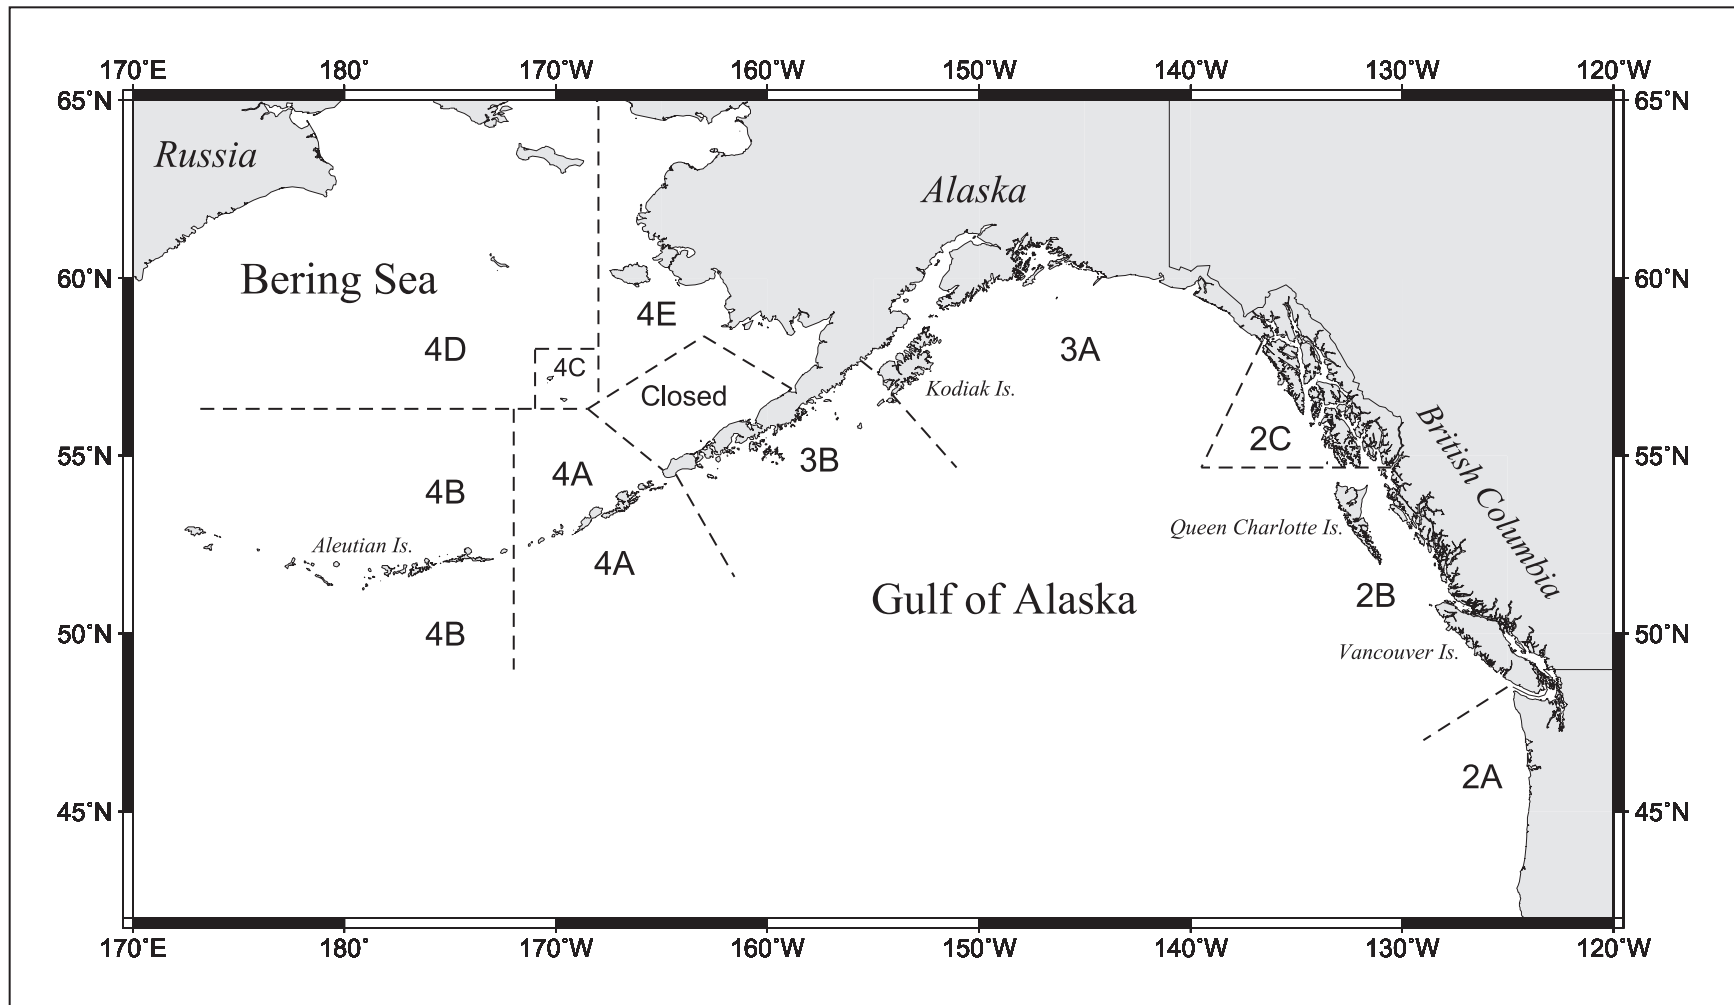 170˚E 180˚ 170˚W 160˚W 150˚W 140˚W 130˚W 120˚W
65˚N 65˚N
Russia
Alaska
Bering Sea
60˚N 60˚N
4E
4D
4C
3A
Closed
Kodiak Is.
2C
British Columbia
55˚N 55˚N
3B
4A
4B
Queen Charlotte Is.
Aleutian Is.
4A
Gulf of Alaska
2B
4B
50˚N 50˚N
Vancouver Is.
2A
45˚N 45˚N
170˚E 180˚ 170˚W 160˚W 150˚W 140˚W 130˚W 120˚W